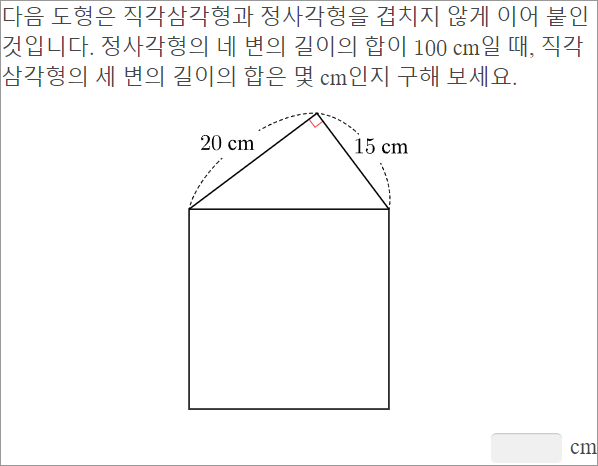 다음 도형은 직각삼각형과 정사각형을 겹치지 않게 이어 붙인
것입니다. 정사각형의 네 변의 길이의 합이 100 cm일 때, 직각
삼각형의 세 변의 길이의 합은 몇 cm인지 구해 보세요.
20 cm
15 cm
cm